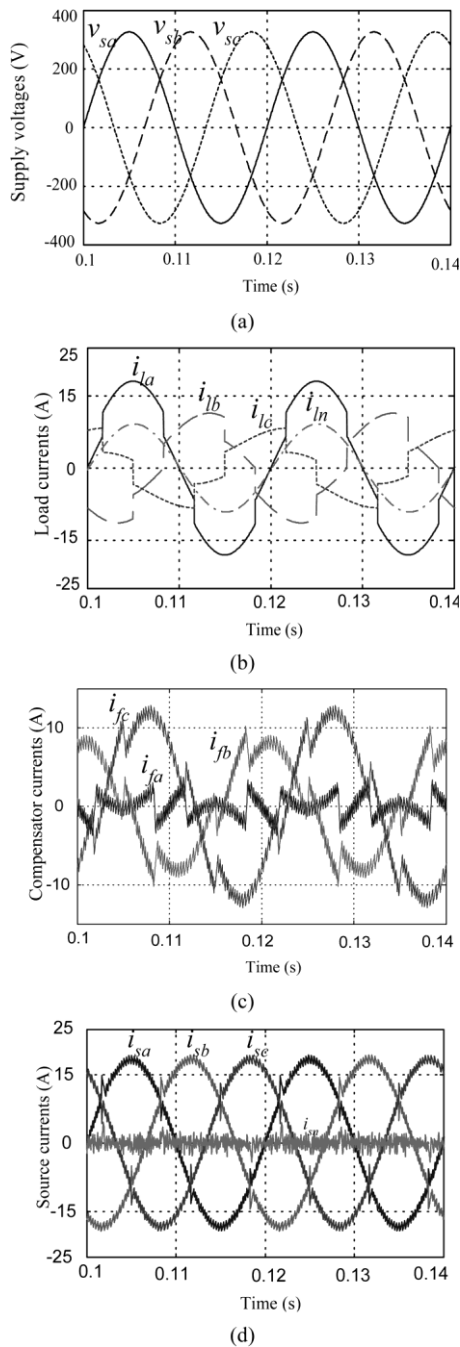 400
v_sa v_sb v_sc
200
0
-200
-400
0.1 0.11 0.12 0.13 0.14
Supply voltages (V)
Time (s)
(a)
25
i_la
15
i_lb i_lc i_ln
0
-15
-25
0.1 0.11 0.12 0.13 0.14
Load currents (A)
Time (s)
(b)
i_fc
10
i_fa i_fb
0
-10
0.1 0.11 0.12 0.13 0.14
Compensator currents (A)
Time (s)
(c)
25
i_sa i_sb i_sc
15
i_sn
0
-15
-25
0.1 0.11 0.12 0.13 0.14
Source currents (A)
Time (s)
(d)